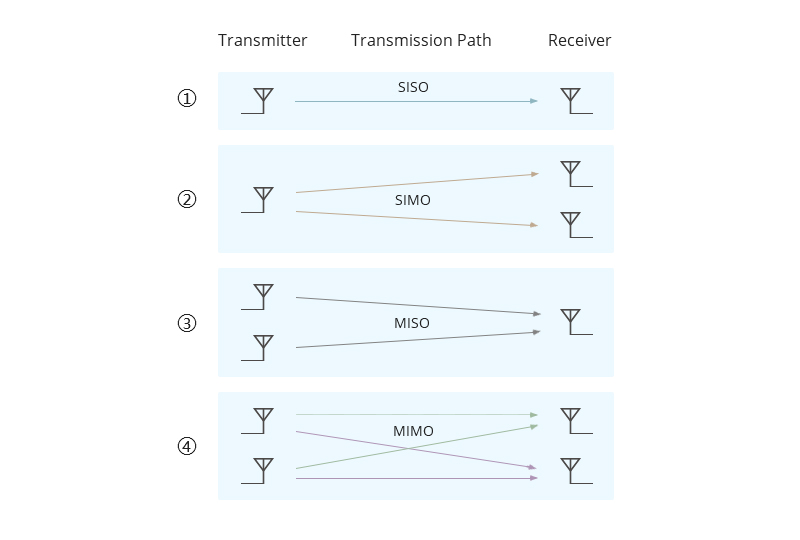 Transmitter Transmission Path Receiver
① SISO
② SIMO
③ MISO
④ MIMO